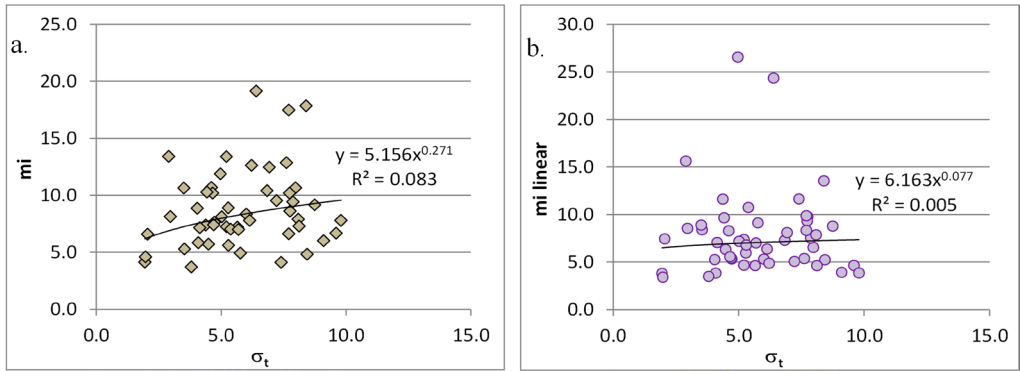 a.
25.0
20.0
15.0
10.0
5.0
0.0
mi
y = 5.156x^0.271
R² = 0.083
0.0 5.0 10.0 15.0
σt
b.
30.0
25.0
20.0
15.0
10.0
5.0
0.0
mi linear
y = 6.163x^0.077
R² = 0.005
0.0 5.0 10.0 15.0
σt